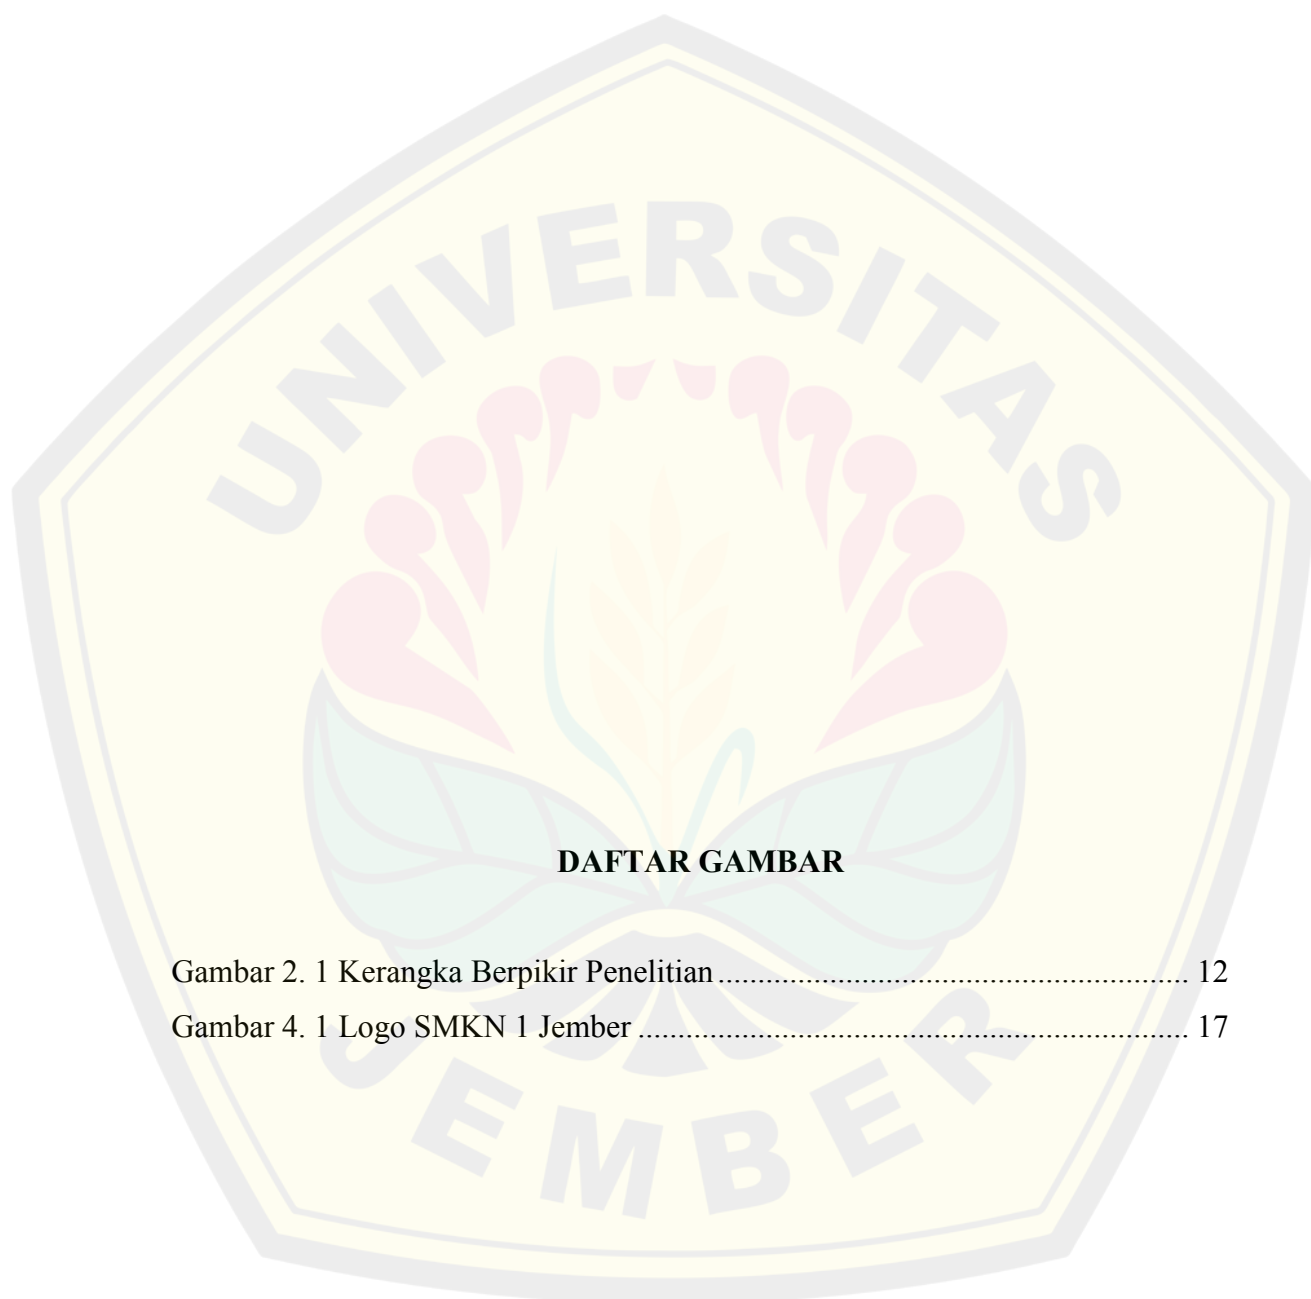 UNIVERSITAS
DAFTAR GAMBAR
Gambar 2. 1 Kerangka Berpikir Penelitian ............................................................ 12
Gambar 4. 1 Logo SMKN 1 Jember ...................................................................... 17
JEMBER